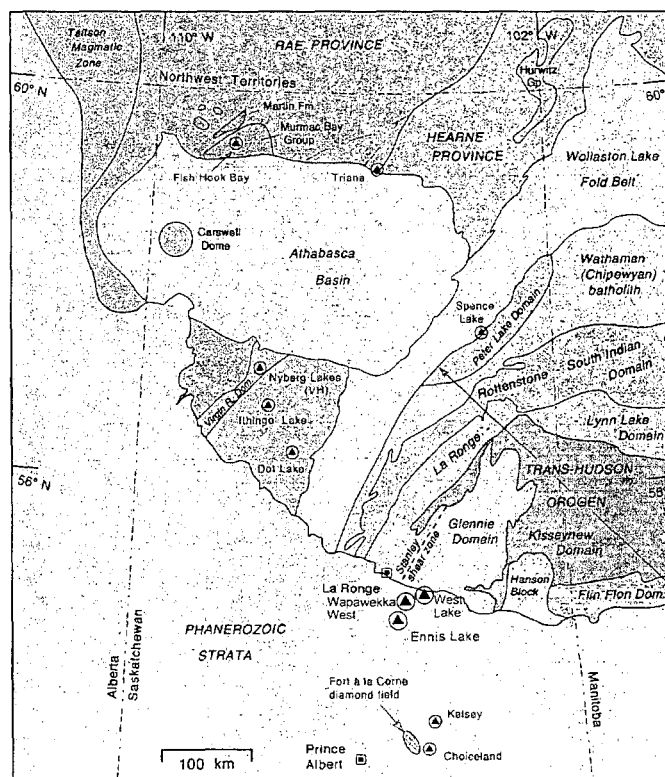 Taltson
Magmatic
Zone
110° W
102° W
RAE PROVINCE
60° N
Northwest Territories
Hurwitz
Gp.
60°
Martin Fm.
Murmac Bay
Group
HEARNE
PROVINCE
Fish Hook Bay
Triana
Wollaston Lake
Fold Belt
Carswell
Dome
Athabasca
Basin
Wathaman
(Chipewyan)
batholith
Spence
Lake
Peter Lake Domain
South Indian
Domain
Rottenstone
Nyberg Lakes
(VH)
Virgin R. Dom.
Ithingo Lake
Lynn Lake
Domain
La Ronge
Dot Lake
56° N
TRANS-HUDSON
OROGEN
Glennie
Domain
Kisseynew
Domain
Stanley
shear zone
Hanson
Block
Flin Flon Dom.
La Ronge
Wapawekka
West
West
Lake
Ennis Lake
PHANEROZOIC
STRATA
Alberta
Saskatchewan
Manitoba
Fort à la Corne
diamond field
Kelsey
Choiceland
100 km
Prince
Albert